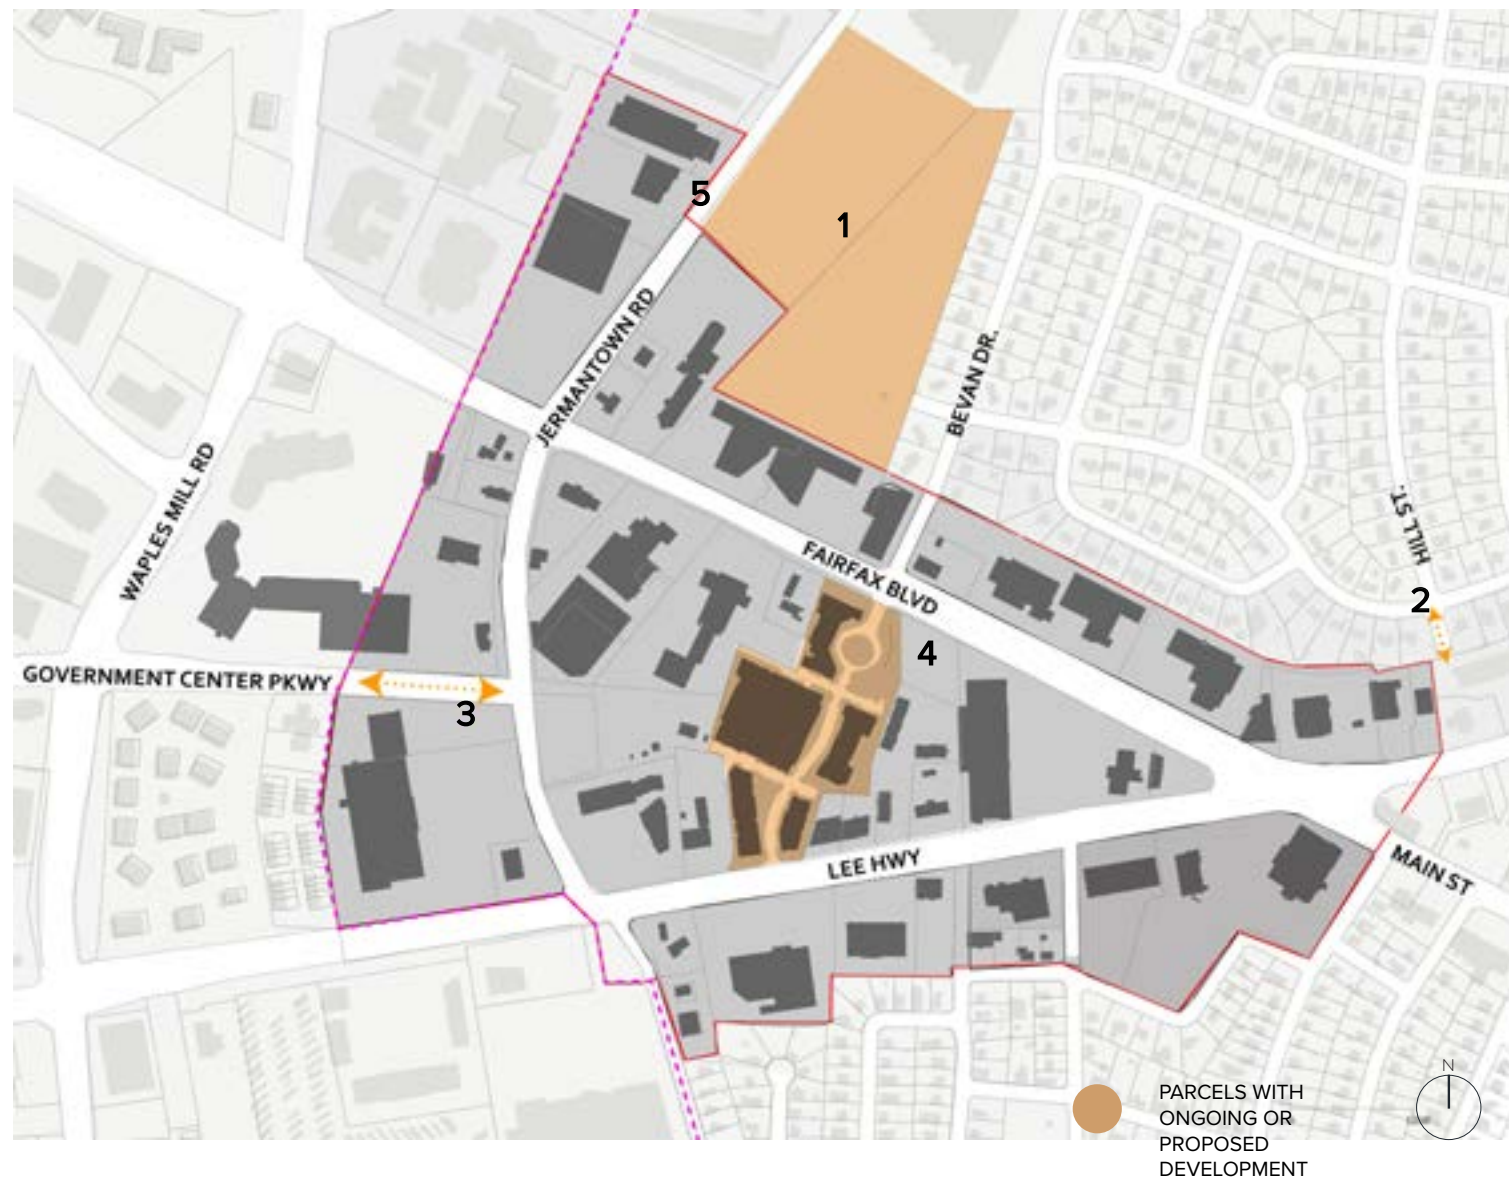 5
1
JERMANTOWN RD
BEVAN DR.
WAPLES MILL RD
HILL ST.
FAIRFAX BLVD
2
4
GOVERNMENT CENTER PKWY
3
LEE HWY
MAIN ST
N
PARCELS WITH
ONGOING OR
PROPOSED
DEVELOPMENT